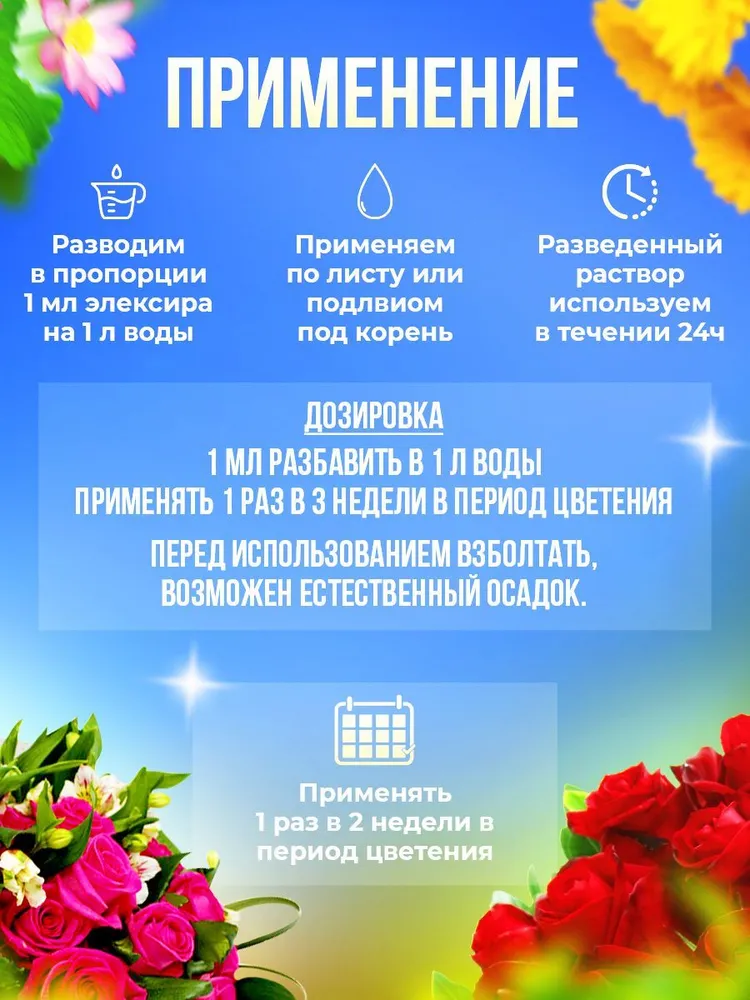 ПРИМЕНЕНИЕ
Разводим
в пропорции
1 мл элексира
на 1 л воды
Применяем
по листу или
подлвиом
под корень
Разведенный
раствор
используем
в течении 24ч
ДОЗИРОВКА
1 МЛ РАЗБАВИТЬ В 1 Л ВОДЫ
ПРИМЕНЯТЬ 1 РАЗ В 3 НЕДЕЛИ В ПЕРИОД ЦВЕТЕНИЯ
ПЕРЕД ИСПОЛЬЗОВАНИЕМ ВЗБОЛТАТЬ,
ВОЗМОЖЕН ЕСТЕСТВЕННЫЙ ОСАДОК.
Применять
1 раз в 2 недели в
период цветения